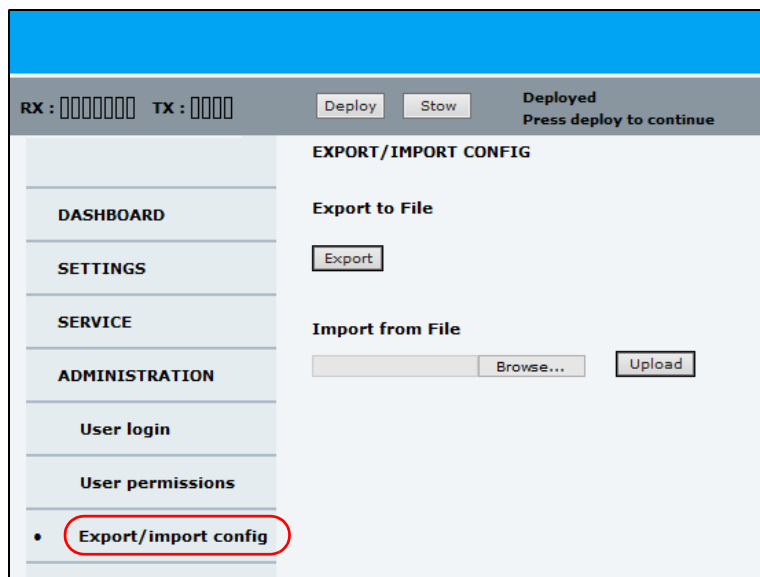 RX : TX : Deploy Stow Deployed
Press deploy to continue
EXPORT/IMPORT CONFIG
DASHBOARD
SETTINGS
SERVICE
ADMINISTRATION
User login
User permissions
• Export/import config
Export to File
Export
Import from File
Browse... Upload